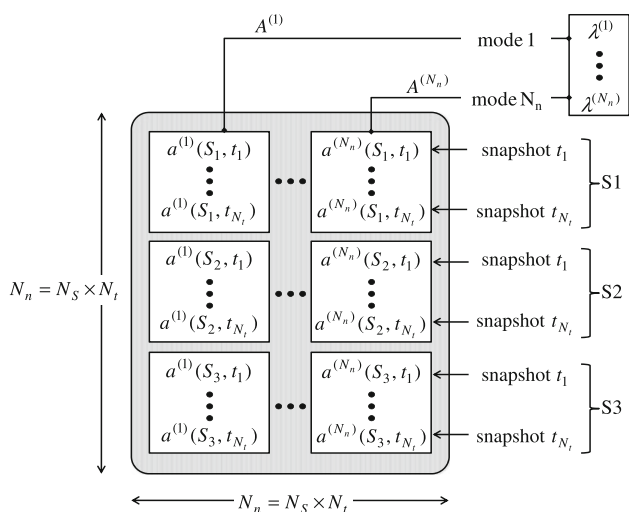 A^{(1)} mode 1 λ^{(1)}
A^{(N_n)} mode N_n λ^{(N_n)}
a^{(1)}(S_1, t_1) a^{(N_n)}(S_1, t_1) snapshot t_1
S1
a^{(1)}(S_1, t_{N_t}) a^{(N_n)}(S_1, t_{N_t}) snapshot t_{N_t}
a^{(1)}(S_2, t_1) a^{(N_n)}(S_2, t_1) snapshot t_1
N_n = N_S × N_t S2
a^{(1)}(S_2, t_{N_t}) a^{(N_n)}(S_2, t_{N_t}) snapshot t_{N_t}
a^{(1)}(S_3, t_1) a^{(N_n)}(S_3, t_1) snapshot t_1
S3
a^{(1)}(S_3, t_{N_t}) a^{(N_n)}(S_3, t_{N_t}) snapshot t_{N_t}
N_n = N_S × N_t